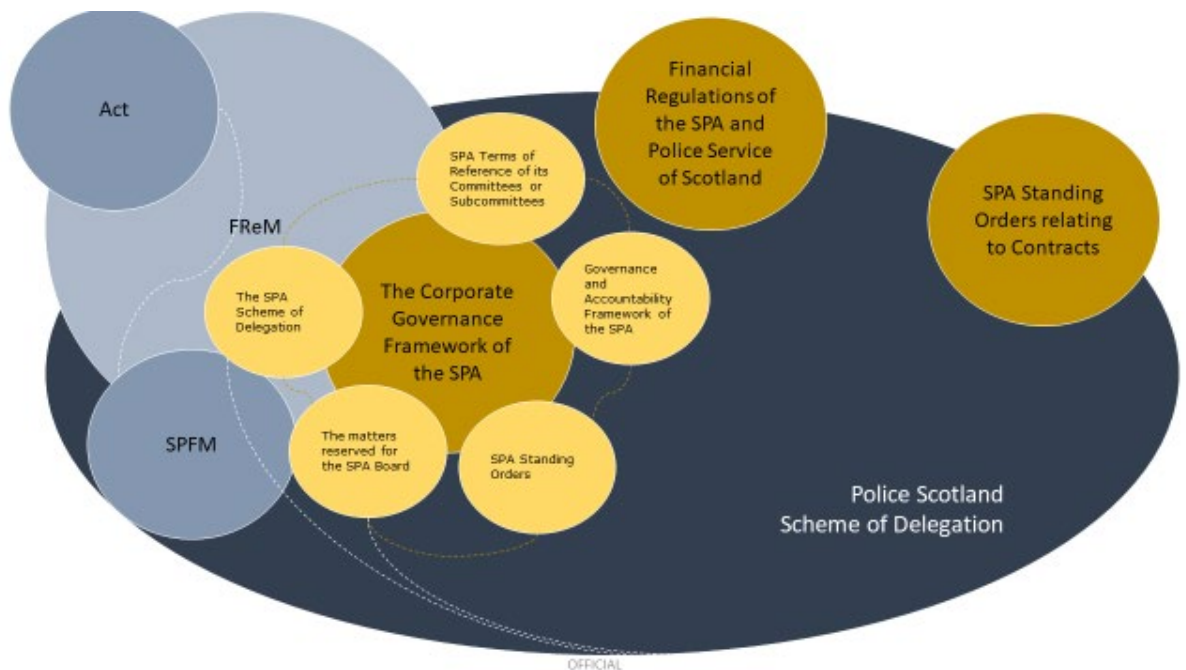 Act
FReM
SPFM
Financial
Regulations of
the SPA and
Police Service
of Scotland
SPA Standing
Orders relating
to Contracts
SPA Terms of
Reference of its
Committees or
Subcommittees
The SPA
Scheme of
Delegation
The Corporate
Governance
Framework of
the SPA
Governance
and
Accountability
Framework of
the SPA
The matters
reserved for
the SPA Board
SPA Standing
Orders
Police Scotland
Scheme of Delegation
OFFICIAL